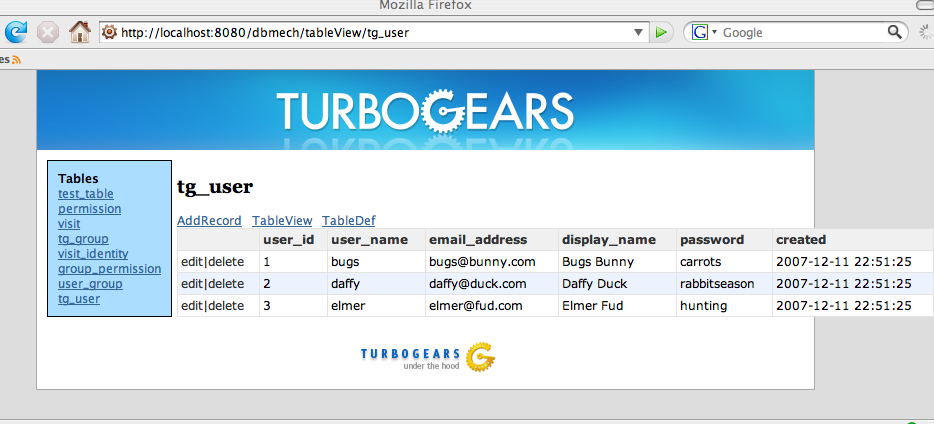 Mozilla Firefox
http://localhost:8080/dbmech/tableView/tg_user
G Google
es
TURBOGEARS
Tables
test_table
permission
visit
tg_group
visit_identity
group_permission
user_group
tg_user
tg_user
AddRecord TableView TableDef
user_id user_name email_address display_name password created
edit|delete 1 bugs bugs@bunny.com Bugs Bunny carrots 2007-12-11 22:51:25
edit|delete 2 daffy daffy@duck.com Daffy Duck rabbitseason 2007-12-11 22:51:25
edit|delete 3 elmer elmer@fud.com Elmer Fud hunting 2007-12-11 22:51:25
TURBOGEARS
under the hood